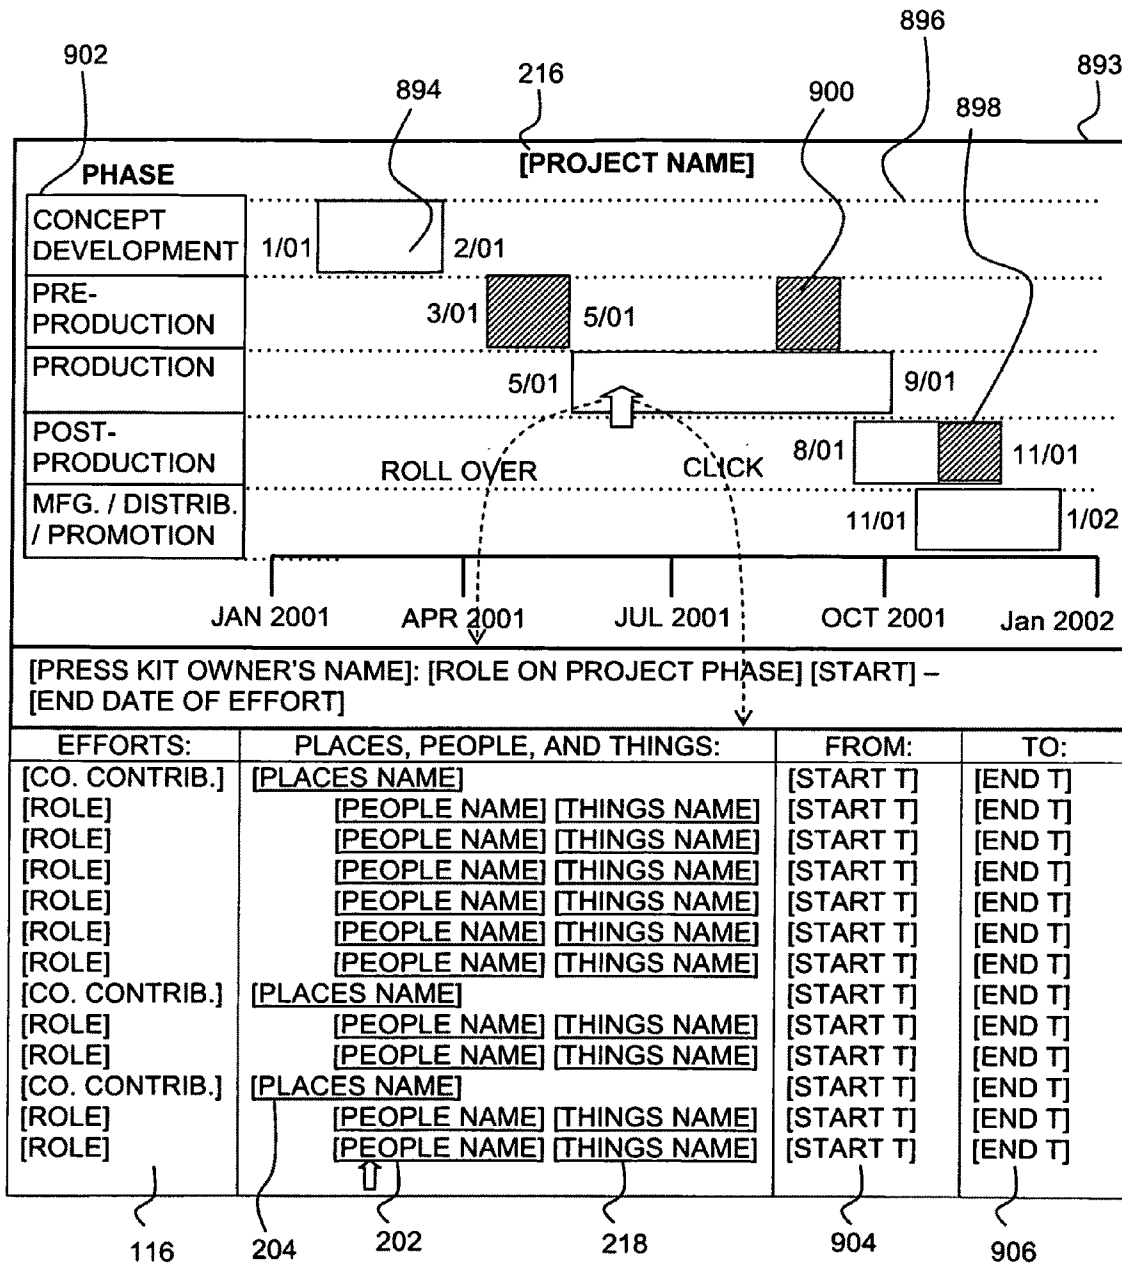 896
902
216
893
894
900
898
[PROJECT NAME]
PHASE
CONCEPT
DEVELOPMENT
1/01
2/01
PRE-
PRODUCTION
3/01
5/01
PRODUCTION
5/01
9/01
POST-
PRODUCTION
8/01
11/01
ROLL OVER
CLICK
MFG. / DISTRIB.
/ PROMOTION
11/01
1/02
JAN 2001 APR 2001 JUL 2001 OCT 2001 Jan 2002
[PRESS KIT OWNER'S NAME]: [ROLE ON PROJECT PHASE] [START] –
[END DATE OF EFFORT]
EFFORTS: PLACES, PEOPLE, AND THINGS: FROM: TO:
[CO. CONTRIB.] [PLACES NAME] [START T] [END T]
[ROLE] [PEOPLE NAME] [THINGS NAME] [START T] [END T]
[ROLE] [PEOPLE NAME] [THINGS NAME] [START T] [END T]
[ROLE] [PEOPLE NAME] [THINGS NAME] [START T] [END T]
[ROLE] [PEOPLE NAME] [THINGS NAME] [START T] [END T]
[ROLE] [PEOPLE NAME] [THINGS NAME] [START T] [END T]
[ROLE] [PEOPLE NAME] [THINGS NAME] [START T] [END T]
[CO. CONTRIB.] [PLACES NAME] [START T] [END T]
[ROLE] [PEOPLE NAME] [THINGS NAME] [START T] [END T]
[ROLE] [PEOPLE NAME] [THINGS NAME] [START T] [END T]
[CO. CONTRIB.] [PLACES NAME] [START T] [END T]
[ROLE] [PEOPLE NAME] [THINGS NAME] [START T] [END T]
[ROLE] [PEOPLE NAME] [THINGS NAME] [START T] [END T]
116 204 202 218 904 906